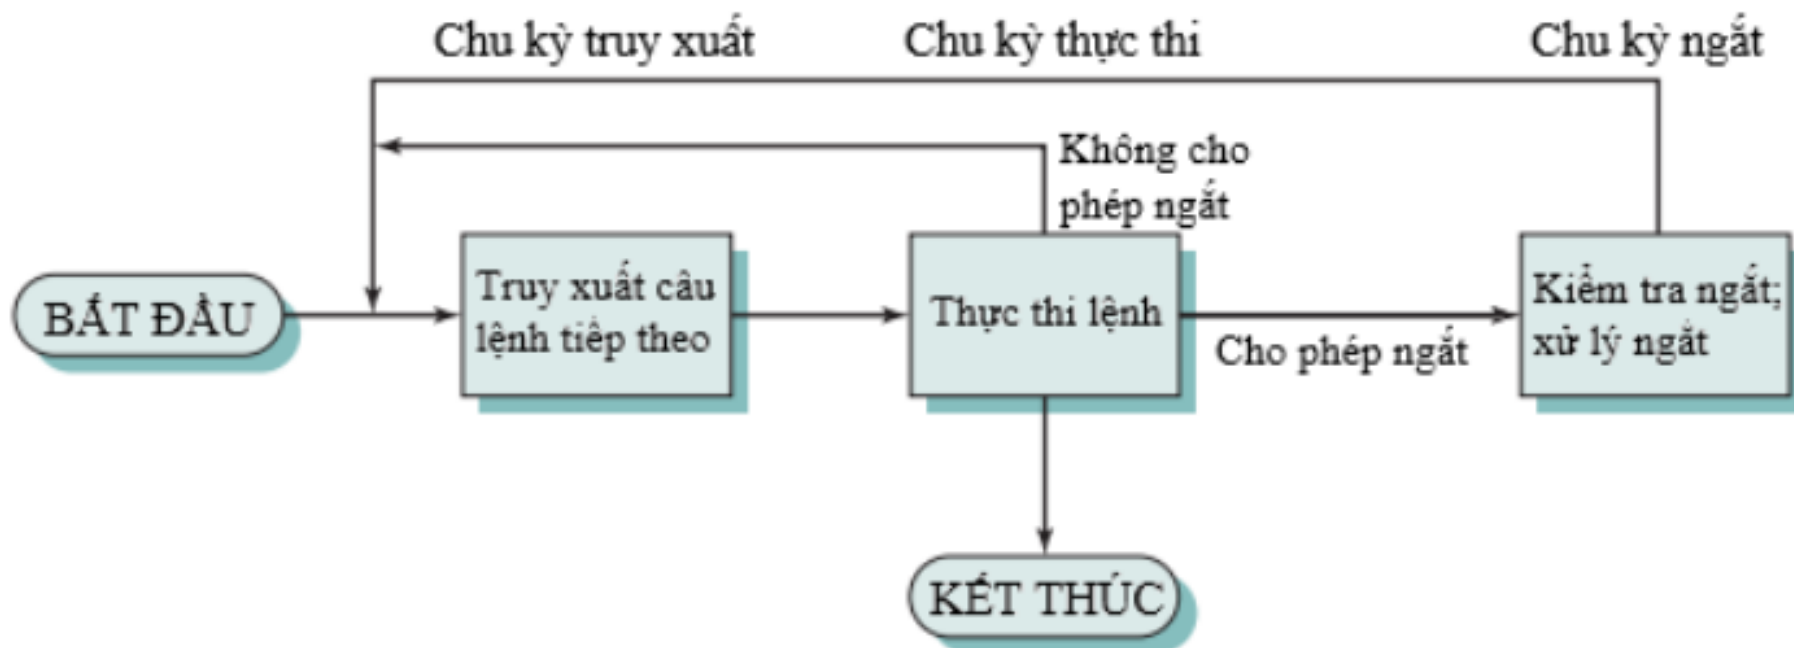 Chu kỳ truy xuất
Chu kỳ thực thi
Chu kỳ ngắt
Không cho
phép ngắt
BẮT ĐẦU
Truy xuất câu
lệnh tiếp theo
Thực thi lệnh
Cho phép ngắt
Kiểm tra ngắt;
xử lý ngắt
KẾT THÚC